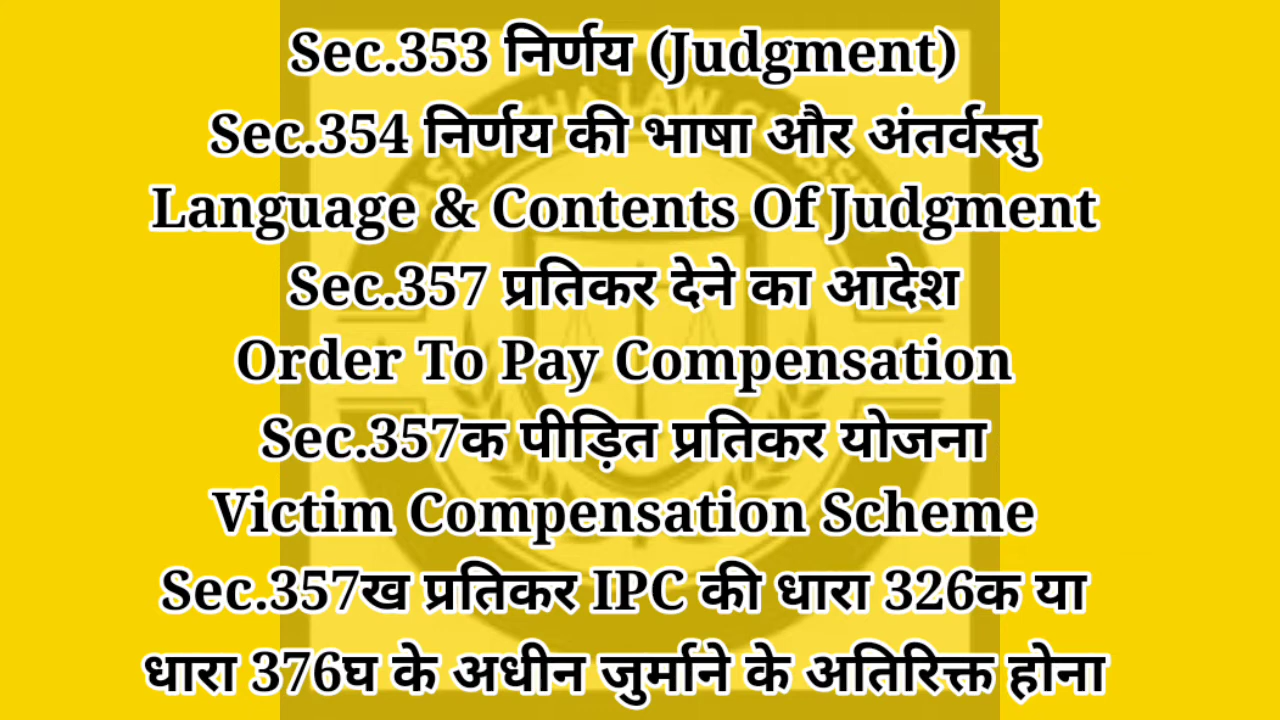 Sec.353 निर्णय (Judgment)
Sec.354 निर्णय की भाषा और अंतर्वस्तु
Language & Contents Of Judgment
Sec.357 प्रतिकर देने का आदेश
Order To Pay Compensation
Sec.357क पीड़ित प्रतिकर योजना
Victim Compensation Scheme
Sec.357ख प्रतिकर IPC की धारा 326क या
धारा 376घ के अधीन जुर्माने के अतिरिक्त होना
LAW